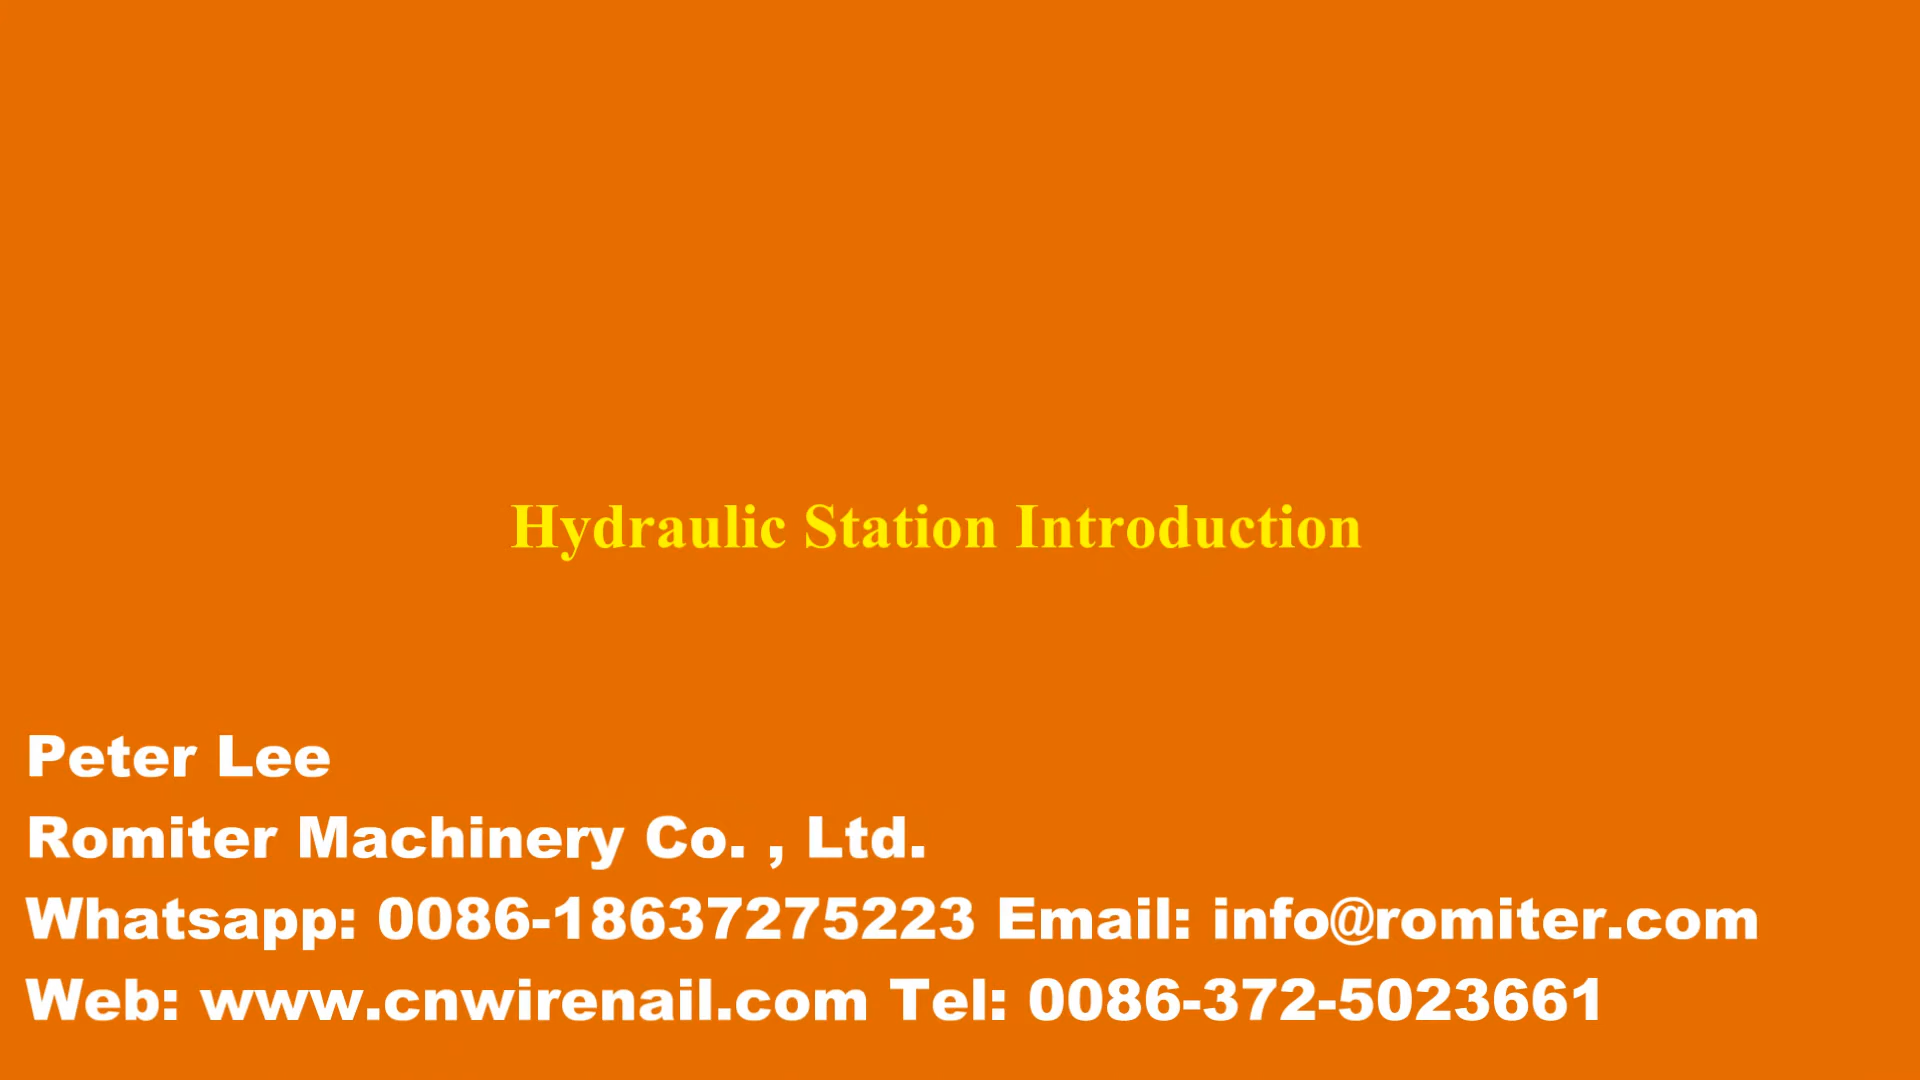 Hydraulic Station Introduction
Peter Lee
Romiter Machinery Co. , Ltd.
Whatsapp: 0086-18637275223 Email: info@romiter.com
Web: www.cnwirenail.com Tel: 0086-372-5023661